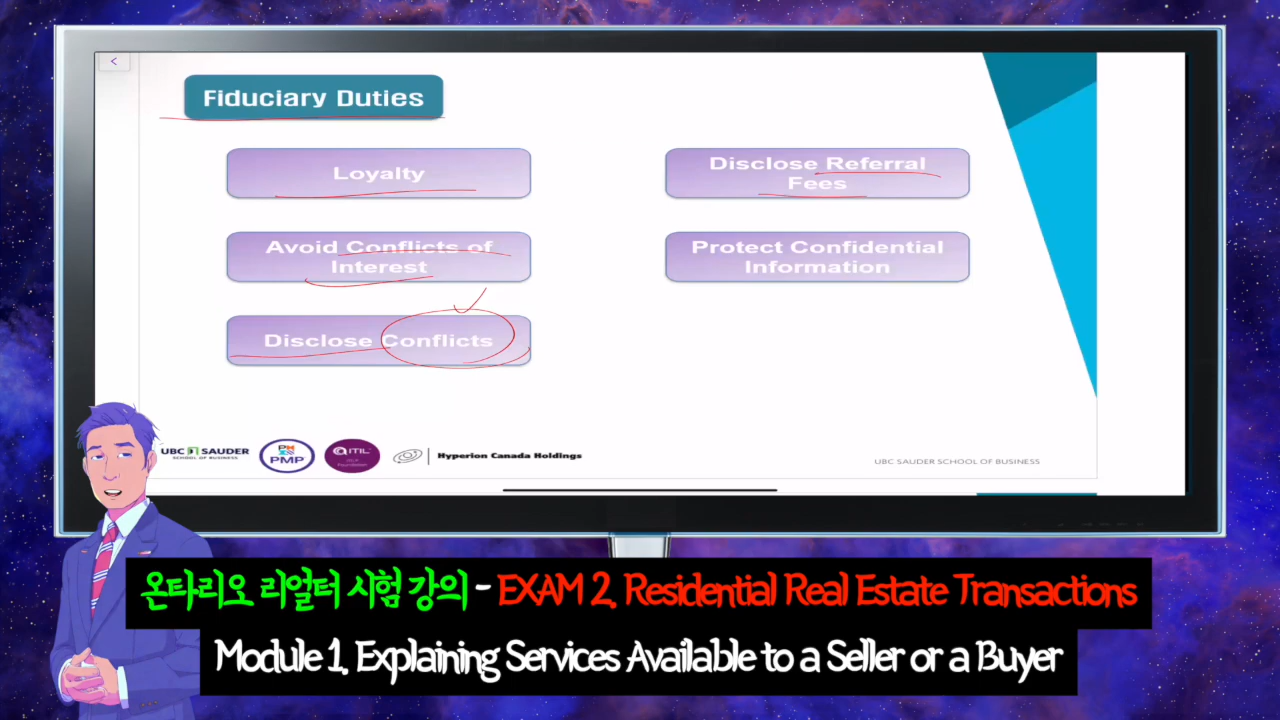 Fiduciary Duties
Loyalty
Avoid Conflicts of
Interest
Disclose Conflicts
Disclose Referral
Fees
Protect Confidential
Information
UBC SAUDER
SCHOOL OF BUSINESS
PMP
ITIL
Foundation
Hyperion Canada Holdings
UBC SAUDER SCHOOL OF BUSINESS
온타리오 리얼터 시험 강의 - EXAM 2, Residential Real Estate Transactions
Module 1, Explaining Services Available to a Seller or a Buyer